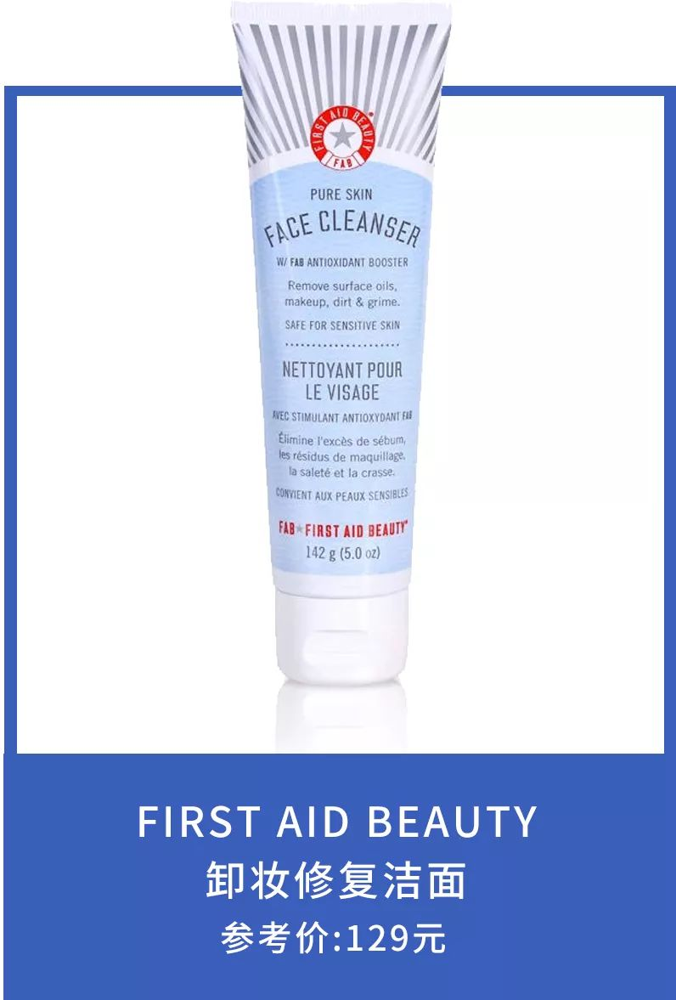 FIRST AID BEAUTY
FAB
PURE SKIN
FACE CLEANSER
W/ FAB ANTIOXIDANT BOOSTER
Remove surface oils,
makeup, dirt & grime.
SAFE FOR SENSITIVE SKIN
NETTOYANT POUR
LE VISAGE
AVEC STIMULANT ANTIOXYDANT FAB
Élimine l'excès de sébum,
les résidus de maquillage,
la saleté et la crasse.
CONVIENT AUX PEAUX SENSIBLES
FAB★FIRST AID BEAUTY
142 g (5.0 oz)
FIRST AID BEAUTY
卸妆修复洁面
参考价:129元